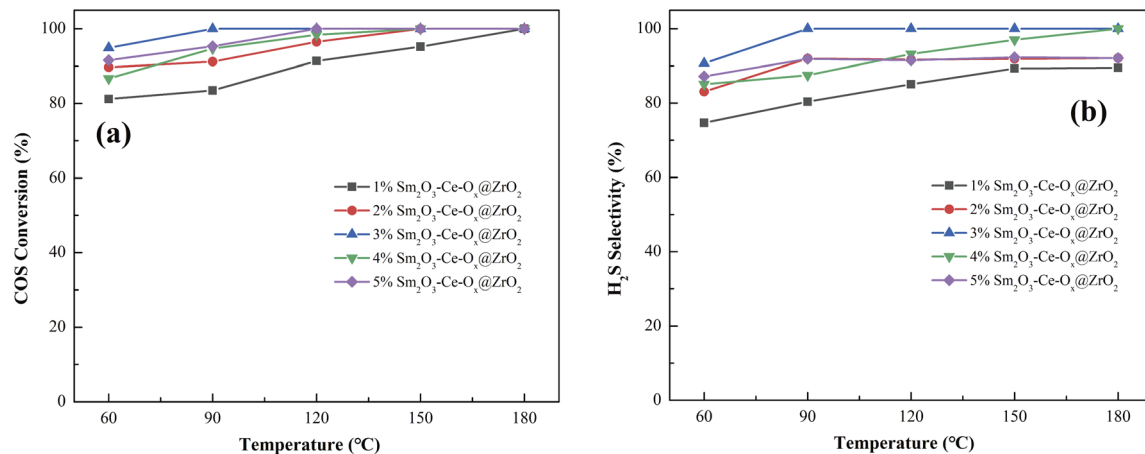 (a)
COS Conversion (%)
100
80
60
40
20
0
1% Sm₂O₃-Ce-Oₓ@ZrO₂
2% Sm₂O₃-Ce-Oₓ@ZrO₂
3% Sm₂O₃-Ce-Oₓ@ZrO₂
4% Sm₂O₃-Ce-Oₓ@ZrO₂
5% Sm₂O₃-Ce-Oₓ@ZrO₂
60 90 120 150 180
Temperature (℃)
(b)
H₂S Selectivity (%)
100
80
60
40
20
0
1% Sm₂O₃-Ce-Oₓ@ZrO₂
2% Sm₂O₃-Ce-Oₓ@ZrO₂
3% Sm₂O₃-Ce-Oₓ@ZrO₂
4% Sm₂O₃-Ce-Oₓ@ZrO₂
5% Sm₂O₃-Ce-Oₓ@ZrO₂
60 90 120 150 180
Temperature (℃)